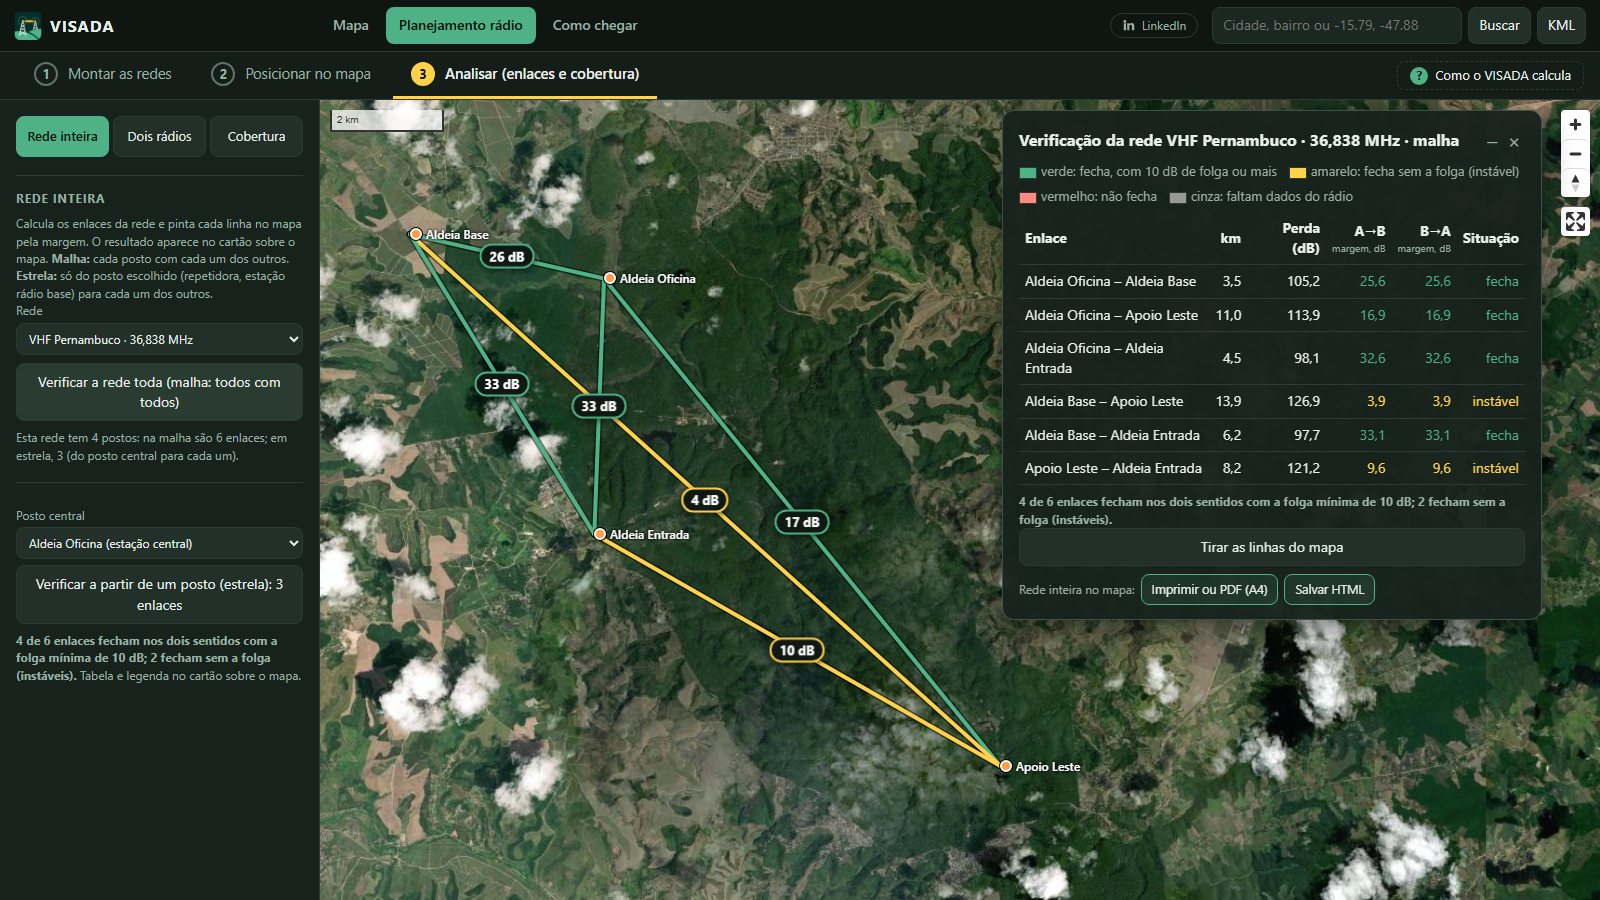 VISADA
Mapa
Planejamento rádio
Como chegar
in LinkedIn
Cidade, bairro ou -15.79, -47.88
Buscar
KML
1 Montar as redes
2 Posicionar no mapa
3 Analisar (enlaces e cobertura)
? Como o VISADA calcula
Rede inteira
Dois rádios
Cobertura
REDE INTEIRA
Calcula os enlaces da rede e pinta cada linha no mapa
pela margem. O resultado aparece no cartão sobre o
mapa. Malha: cada posto com cada um dos outros.
Estrela: só do posto escolhido (repetidora, estação
rádio base) para cada um dos outros.
Rede
VHF Pernambuco · 36,838 MHz
Verificar a rede toda (malha: todos com
todos)
Esta rede tem 4 postos: na malha são 6 enlaces; em
estrela, 3 (do posto central para cada um).
Posto central
Aldeia Oficina (estação central)
Verificar a partir de um posto (estrela): 3
enlaces
4 de 6 enlaces fecham nos dois sentidos com a
folga mínima de 10 dB; 2 fecham sem a folga
(instáveis). Tabela e legenda no cartão sobre o mapa.
2 km
Aldeia Base
26 dB
Aldeia Oficina
33 dB
33 dB
4 dB
17 dB
Aldeia Entrada
10 dB
Apoio Leste
Verificação da rede VHF Pernambuco · 36,838 MHz · malha
verde: fecha, com 10 dB de folga ou mais
amarelo: fecha sem a folga (instável)
vermelho: não fecha
cinza: faltam dados do rádio
Enlace km Perda (dB) A→B margem, dB B→A margem, dB Situação
Aldeia Oficina – Aldeia Base 3,5 105,2 25,6 25,6 fecha
Aldeia Oficina – Apoio Leste 11,0 113,9 16,9 16,9 fecha
Aldeia Oficina – Aldeia Entrada 4,5 98,1 32,6 32,6 fecha
Aldeia Base – Apoio Leste 13,9 126,9 3,9 3,9 instável
Aldeia Base – Aldeia Entrada 6,2 97,7 33,1 33,1 fecha
Apoio Leste – Aldeia Entrada 8,2 121,2 9,6 9,6 instável
4 de 6 enlaces fecham nos dois sentidos com a folga mínima de 10 dB; 2 fecham sem a
folga (instáveis).
Tirar as linhas do mapa
Rede inteira no mapa:
Imprimir ou PDF (A4)
Salvar HTML